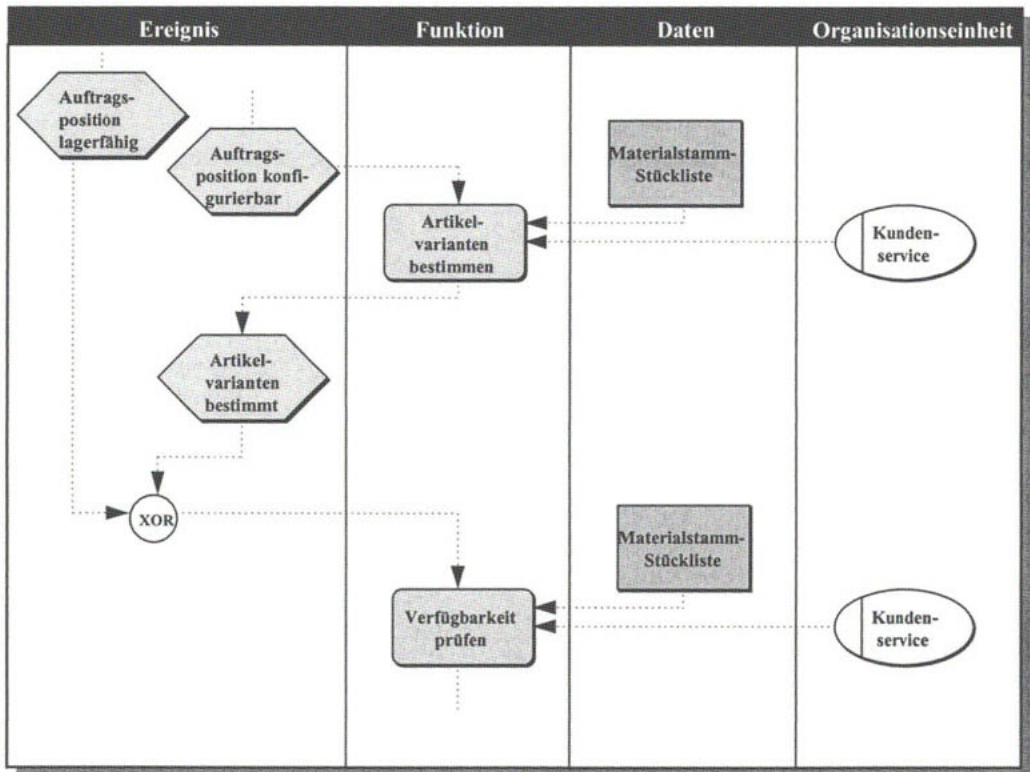 Ereignis
Funktion
Daten
Organisationseinheit
Auftrags-
position
lagerfähig
Auftrags-
position konfi-
gurierbar
Materialstamm-
Stückliste
Artikel-
varianten
bestimmen
Kunden-
service
Artikel-
varianten
bestimmt
XOR
Materialstamm-
Stückliste
Verfügbarkeit
prüfen
Kunden-
service